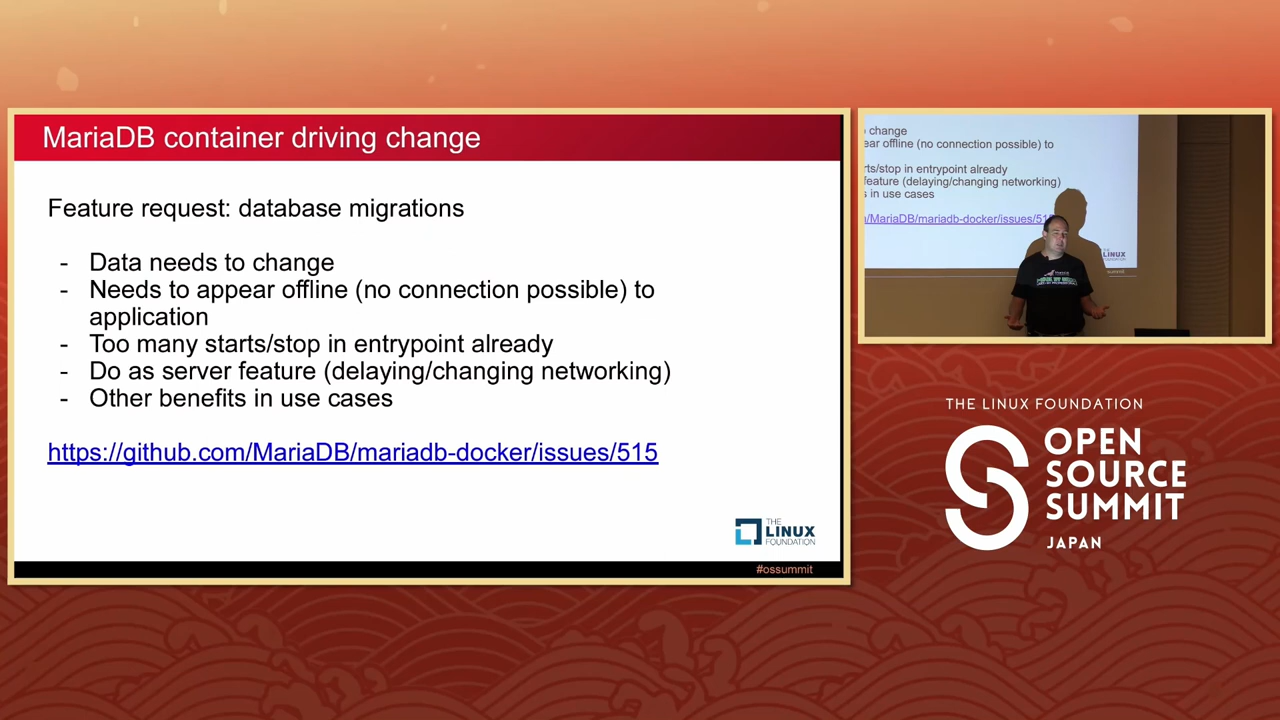 MariaDB container driving change
Feature request: database migrations
- Data needs to change
- Needs to appear offline (no connection possible) to
application
- Too many starts/stop in entrypoint already
- Do as server feature (delaying/changing networking)
- Other benefits in use cases
https://github.com/MariaDB/mariadb-docker/issues/515
THE
LINUX
FOUNDATION
#ossummit
change
ear offline (no connection possible) to
rts/stop in entrypoint already
feature (delaying/changing networking)
s in use cases
/MariaDB/mariadb-docker/issues/51
LINUX
FOUNDATION
summit
THE LINUX FOUNDATION
OPEN
SOURCE
SUMMIT
JAPAN